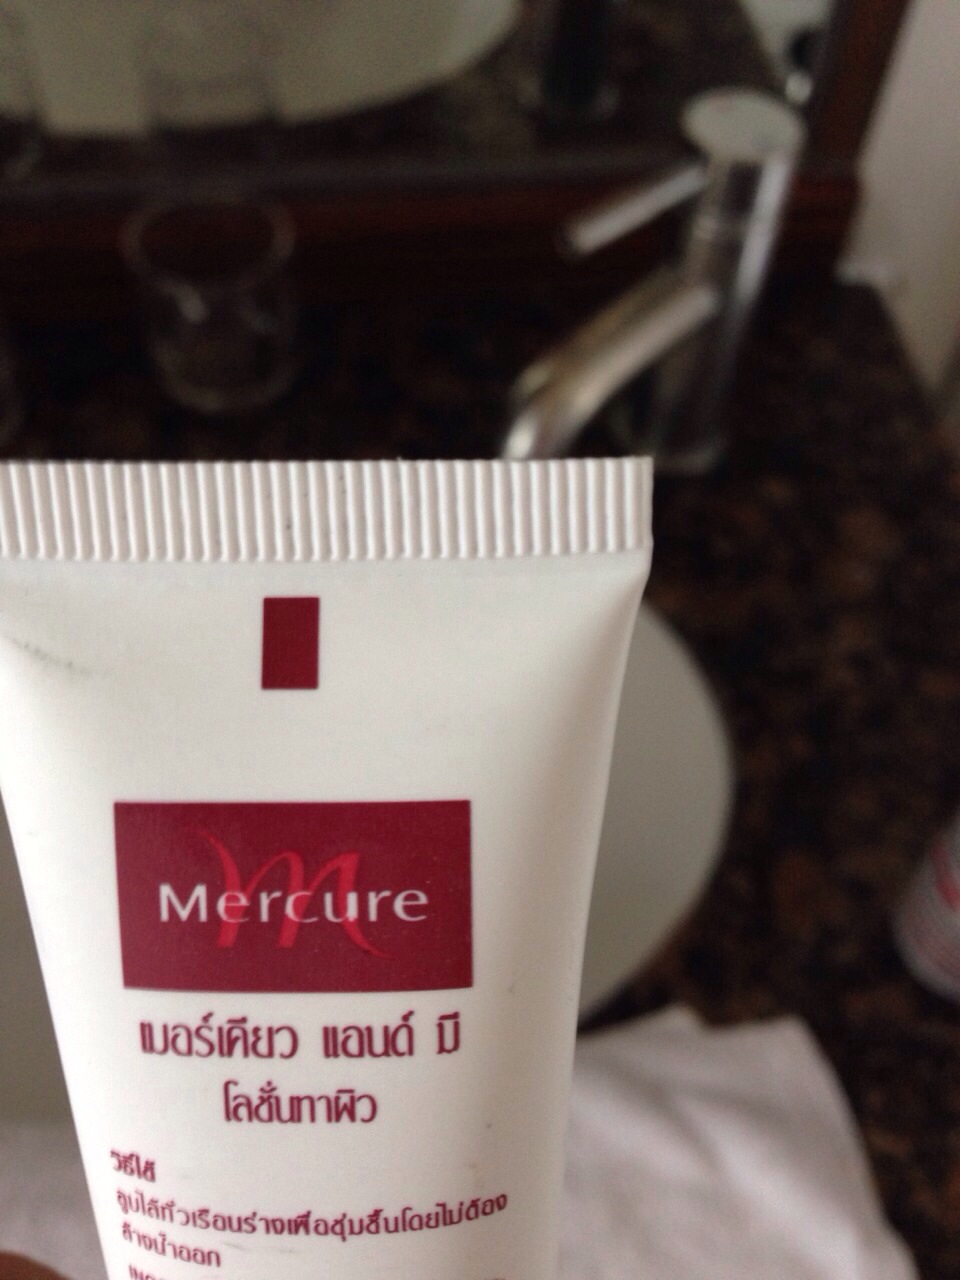 Mercure
เมอร์เคียว แอนด์ มี
โลชั่นทาผิว
วิธีใช้
ลูบไล้ทั่วเรือนร่างเพื่อชุ่มชื้นโดยไม่ต้อง
ล้างน้ำออก